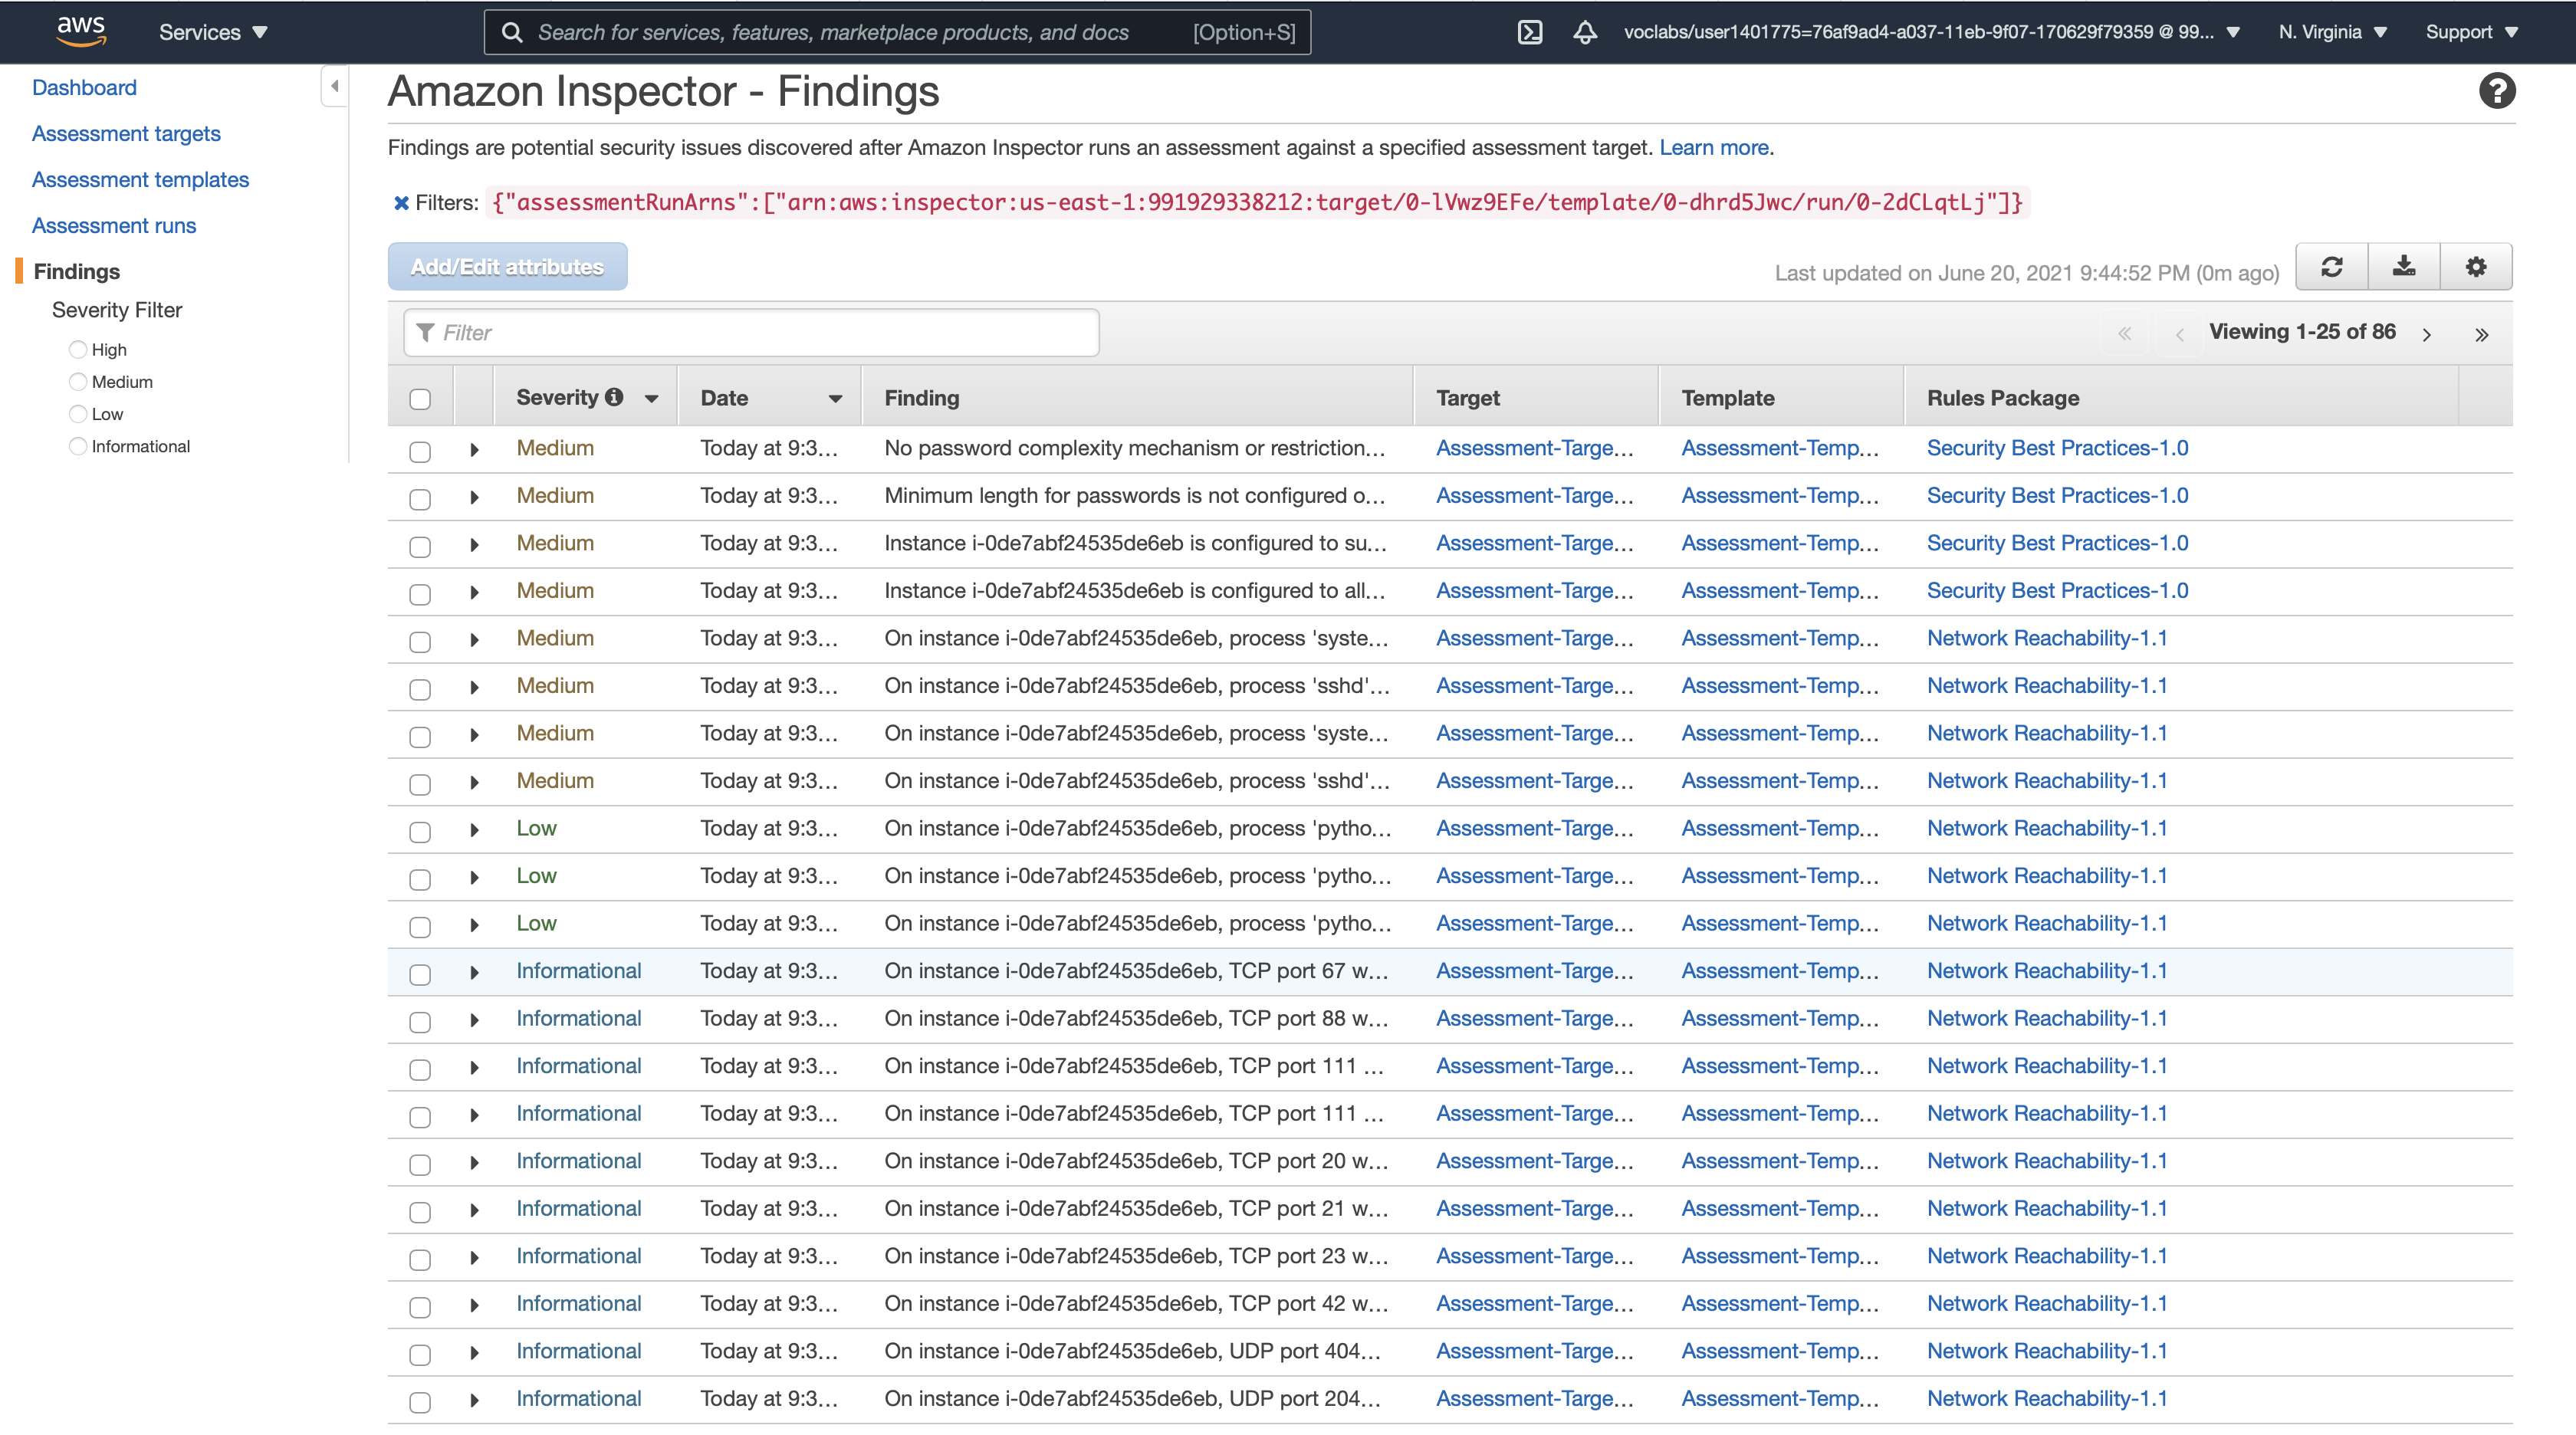 aws Services Search for services, features, marketplace products, and docs [Option+S] voclabs/user1401775=76af9ad4-a037-11eb-9f07-170629f79359 @ 99... N. Virginia Support
Dashboard
Assessment targets
Assessment templates
Assessment runs
Findings
Severity Filter
High
Medium
Low
Informational
Amazon Inspector - Findings
Findings are potential security issues discovered after Amazon Inspector runs an assessment against a specified assessment target. Learn more.
Filters: {"assessmentRunArns":["arn:aws:inspector:us-east-1:991929338212:target/0-lVwz9EFe/template/0-dhrd5Jwc/run/0-2dCLqtLj"]}
Add/Edit attributes
Last updated on June 20, 2021 9:44:52 PM (0m ago)
Filter
Viewing 1-25 of 86
Severity Date Finding Target Template Rules Package
Medium Today at 9:3... No password complexity mechanism or restriction... Assessment-Targe... Assessment-Temp... Security Best Practices-1.0
Medium Today at 9:3... Minimum length for passwords is not configured o... Assessment-Targe... Assessment-Temp... Security Best Practices-1.0
Medium Today at 9:3... Instance i-0de7abf24535de6eb is configured to su... Assessment-Targe... Assessment-Temp... Security Best Practices-1.0
Medium Today at 9:3... Instance i-0de7abf24535de6eb is configured to all... Assessment-Targe... Assessment-Temp... Security Best Practices-1.0
Medium Today at 9:3... On instance i-0de7abf24535de6eb, process 'syste... Assessment-Targe... Assessment-Temp... Network Reachability-1.1
Medium Today at 9:3... On instance i-0de7abf24535de6eb, process 'sshd'... Assessment-Targe... Assessment-Temp... Network Reachability-1.1
Medium Today at 9:3... On instance i-0de7abf24535de6eb, process 'syste... Assessment-Targe... Assessment-Temp... Network Reachability-1.1
Medium Today at 9:3... On instance i-0de7abf24535de6eb, process 'sshd'... Assessment-Targe... Assessment-Temp... Network Reachability-1.1
Low Today at 9:3... On instance i-0de7abf24535de6eb, process 'pytho... Assessment-Targe... Assessment-Temp... Network Reachability-1.1
Low Today at 9:3... On instance i-0de7abf24535de6eb, process 'pytho... Assessment-Targe... Assessment-Temp... Network Reachability-1.1
Low Today at 9:3... On instance i-0de7abf24535de6eb, process 'pytho... Assessment-Targe... Assessment-Temp... Network Reachability-1.1
Informational Today at 9:3... On instance i-0de7abf24535de6eb, TCP port 67 w... Assessment-Targe... Assessment-Temp... Network Reachability-1.1
Informational Today at 9:3... On instance i-0de7abf24535de6eb, TCP port 88 w... Assessment-Targe... Assessment-Temp... Network Reachability-1.1
Informational Today at 9:3... On instance i-0de7abf24535de6eb, TCP port 111 ... Assessment-Targe... Assessment-Temp... Network Reachability-1.1
Informational Today at 9:3... On instance i-0de7abf24535de6eb, TCP port 111 ... Assessment-Targe... Assessment-Temp... Network Reachability-1.1
Informational Today at 9:3... On instance i-0de7abf24535de6eb, TCP port 20 w... Assessment-Targe... Assessment-Temp... Network Reachability-1.1
Informational Today at 9:3... On instance i-0de7abf24535de6eb, TCP port 21 w... Assessment-Targe... Assessment-Temp... Network Reachability-1.1
Informational Today at 9:3... On instance i-0de7abf24535de6eb, TCP port 23 w... Assessment-Targe... Assessment-Temp... Network Reachability-1.1
Informational Today at 9:3... On instance i-0de7abf24535de6eb, TCP port 42 w... Assessment-Targe... Assessment-Temp... Network Reachability-1.1
Informational Today at 9:3... On instance i-0de7abf24535de6eb, UDP port 404... Assessment-Targe... Assessment-Temp... Network Reachability-1.1
Informational Today at 9:3... On instance i-0de7abf24535de6eb, UDP port 204... Assessment-Targe... Assessment-Temp... Network Reachability-1.1